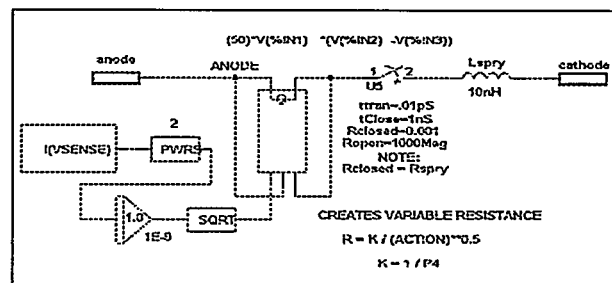 (50)*V(%IN1) *(V(%IN2) -V(%IN3))
anode
ANODE
1 2
U5
Lspry
10nH
cathode
ttran=.01pS
tClose=1nS
Rclosed=0.001
Ropen=1000Meg
NOTE:
Rclosed = Rspry
I(VSENSE)
2
PWRS
1.0
1E-9
SQRT
CREATES VARIABLE RESISTANCE
R = K / (ACTION)**0.5
K = 1 / P4